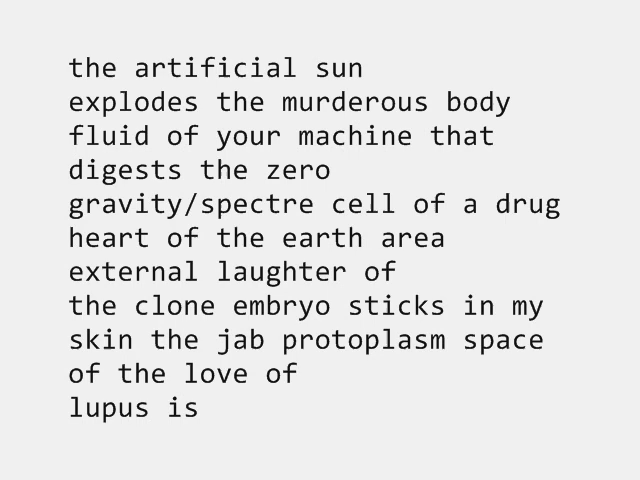 the artificial sun
explodes the murderous body
fluid of your machine that
digests the zero
gravity/spectre cell of a drug
heart of the earth area
external laughter of
the clone embryo sticks in my
skin the jab protoplasm space
of the love of
lupus is